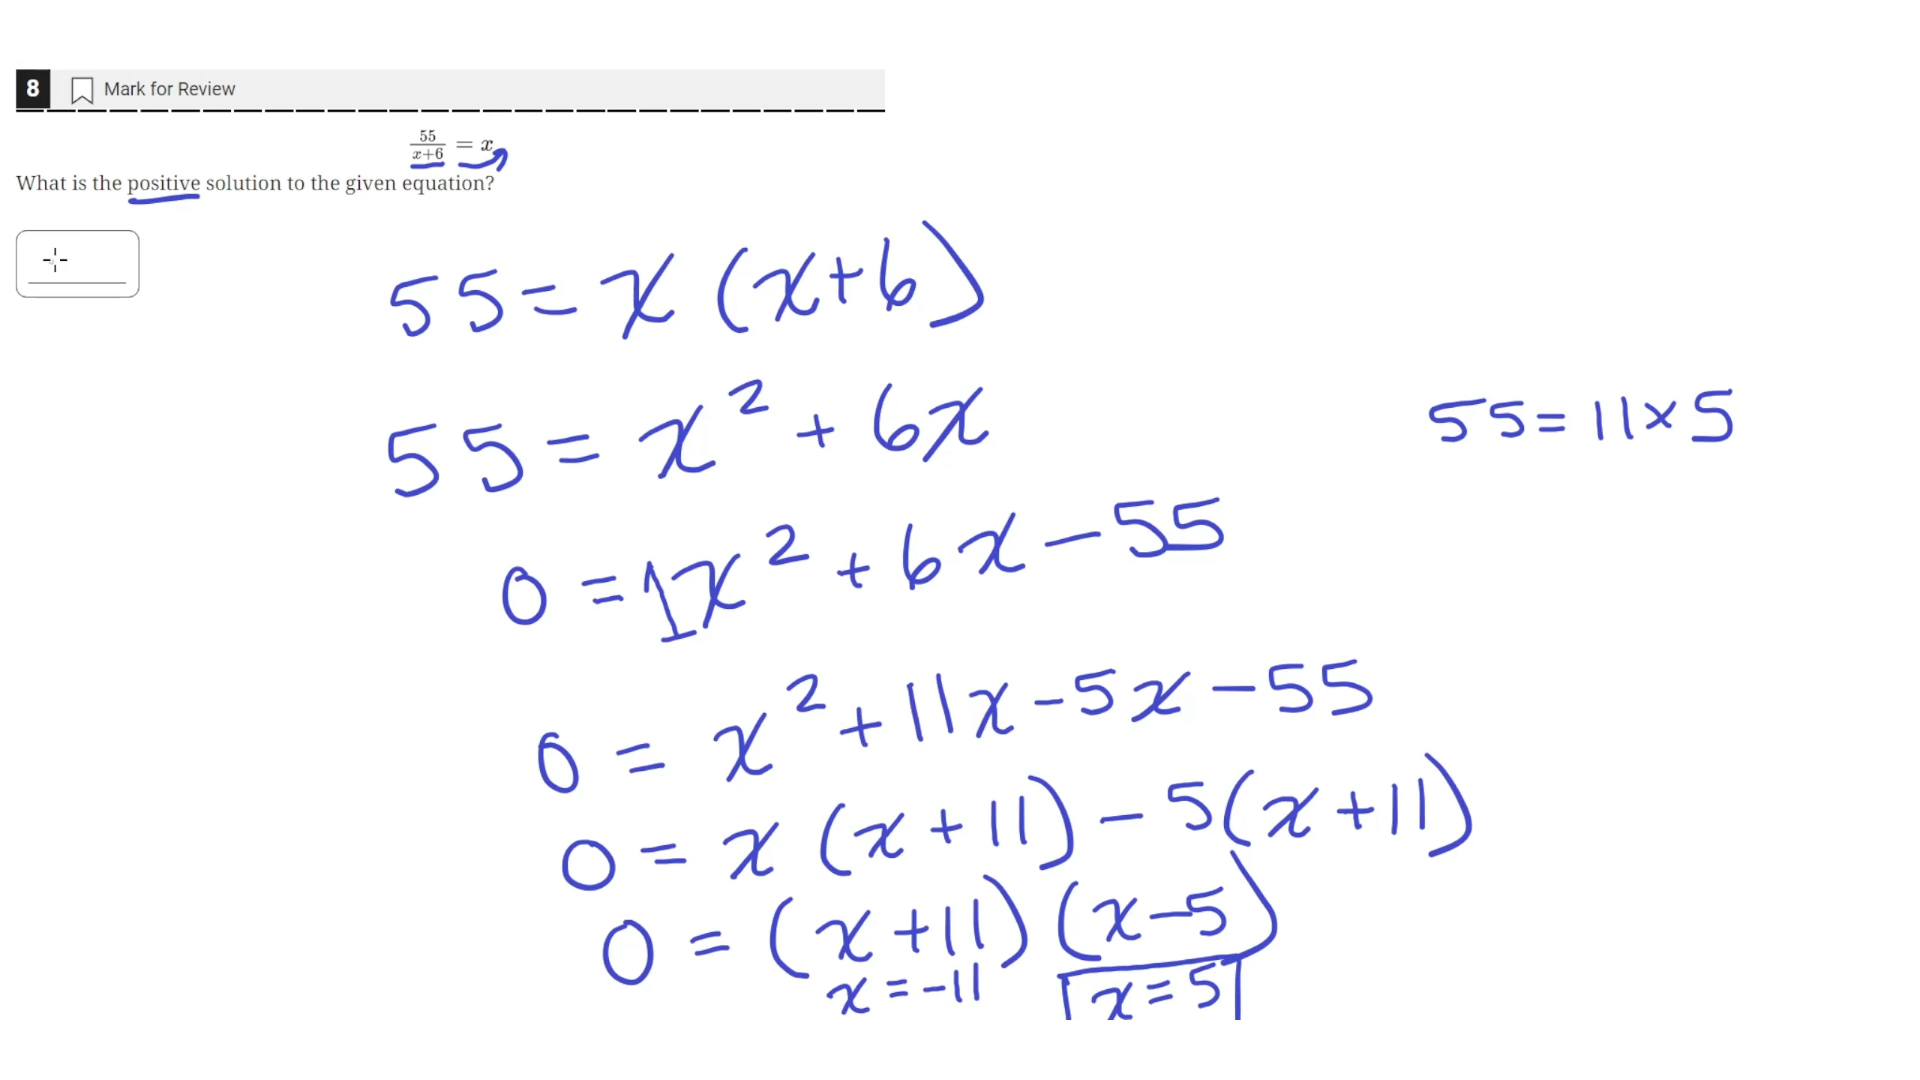 8 Mark for Review
55/(x+6) = x
What is the positive solution to the given equation?
55 = x (x+6)
55 = x² + 6x
55 = 11 × 5
0 = 1x² + 6x − 55
0 = x² + 11x − 5x − 55
0 = x (x + 11) − 5 (x + 11)
0 = (x + 11) (x − 5)
x = −11 x = 5